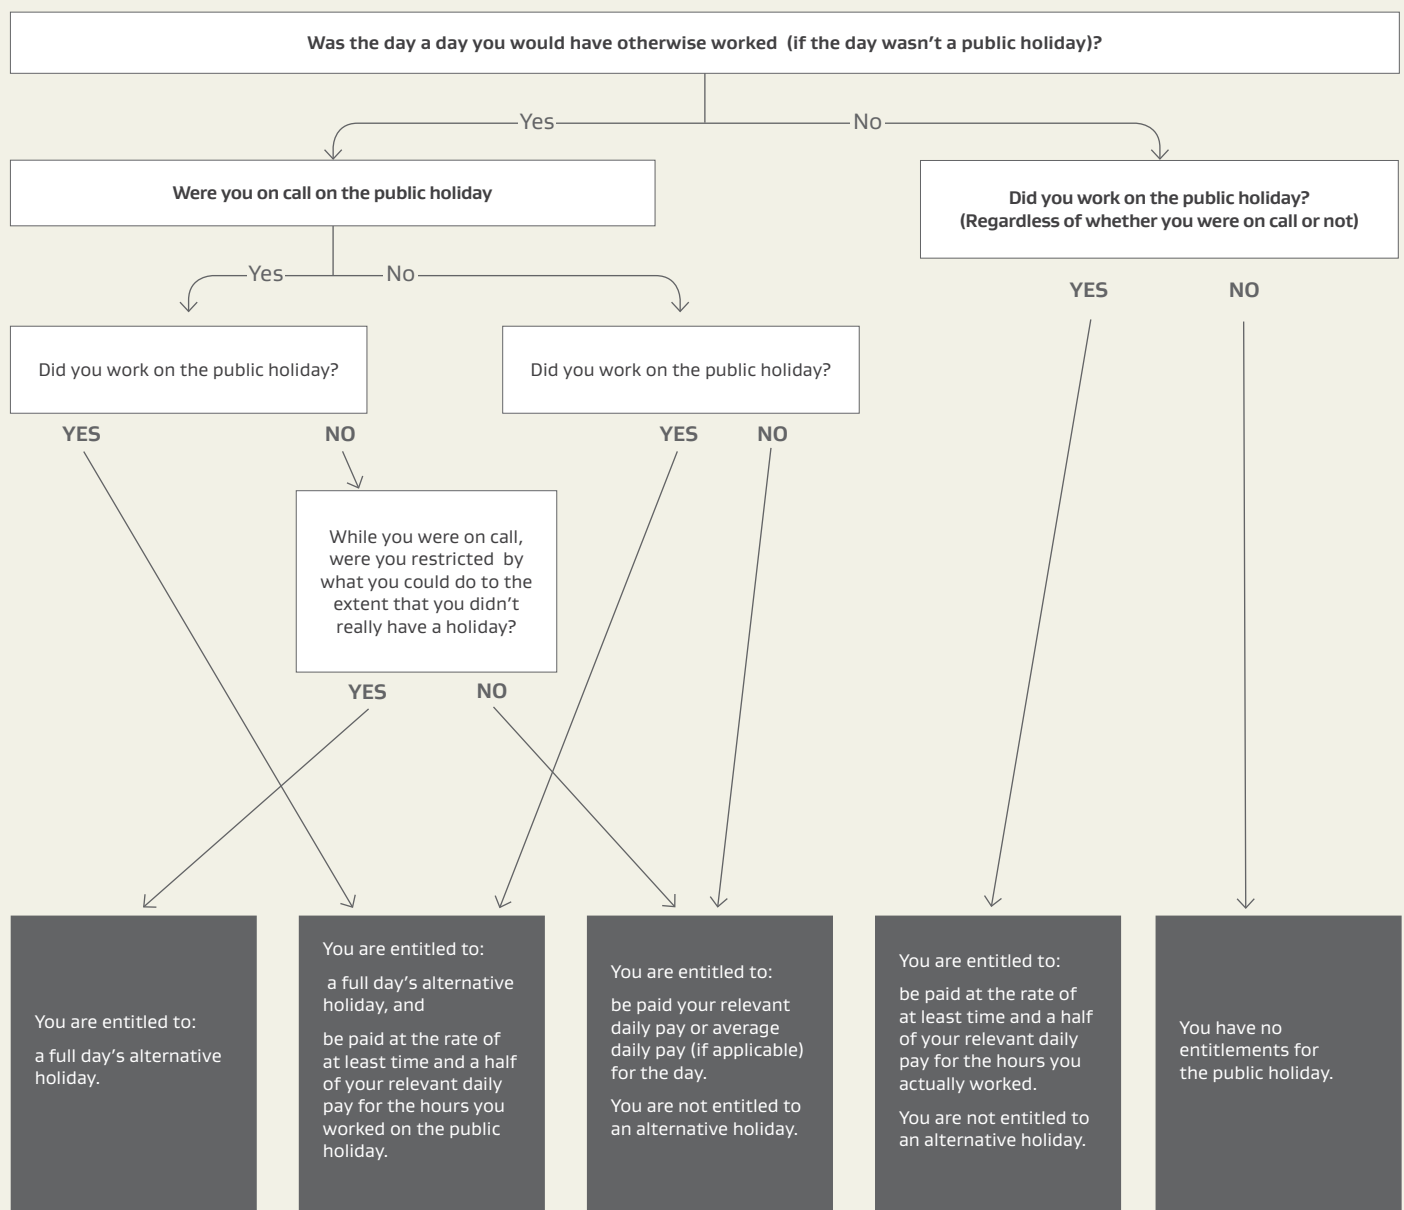 Was the day a day you would have otherwise worked  (if the day wasn't a public holiday)?
Yes
No
Were you on call on the public holiday
Did you work on the public holiday?
(Regardless of whether you were on call or not)
Yes
No
YES
NO
Did you work on the public holiday?
Did you work on the public holiday?
YES
NO
YES
NO
While you were on call,
were you restricted  by
what you could do to the
extent that you didn't
really have a holiday?
YES
NO
You are entitled to:
a full day's alternative
holiday.
You are entitled to:
a full day's alternative
holiday, and
be paid at the rate of
at least time and a half
of your relevant daily
pay for the hours you
worked on the public
holiday.
You are entitled to:
be paid your relevant
daily pay or average
daily pay (if applicable)
for the day.
You are not entitled to
an alternative holiday.
You are entitled to:
be paid at the rate of
at least time and a half
of your relevant daily
pay for the hours you
actually worked.
You are not entitled to
an alternative holiday.
You have no
entitlements for
the public holiday.